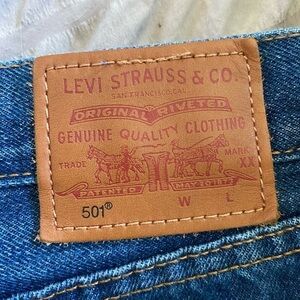 LEVI STRAUSS & CO.
SAN FRANCISCO, CAL.
ORIGINAL RIVETED
GENUINE QUALITY CLOTHING
TRADE MARK
XX
PATENTED MAY 20 1873
501® W L